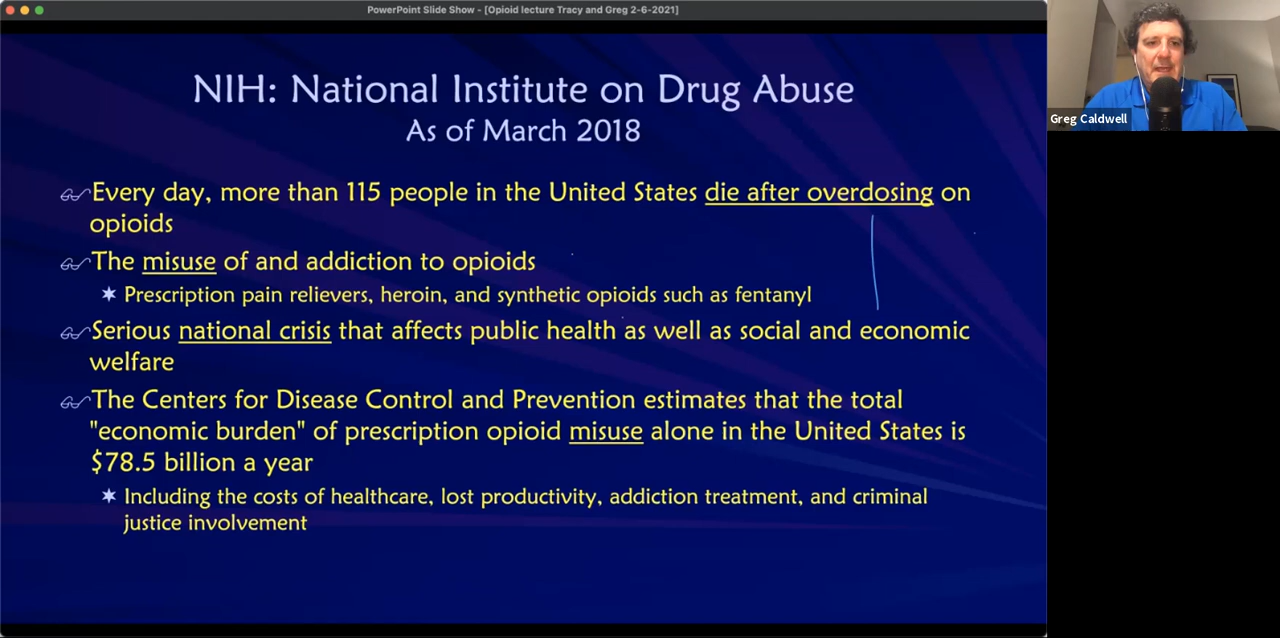 PowerPoint Slide Show - [Opioid lecture Tracy and Greg 2-6-2021]
NIH: National Institute on Drug Abuse
As of March 2018
Every day, more than 115 people in the United States die after overdosing on
opioids
The misuse of and addiction to opioids
Prescription pain relievers, heroin, and synthetic opioids such as fentanyl
Serious national crisis that affects public health as well as social and economic
welfare
The Centers for Disease Control and Prevention estimates that the total
"economic burden" of prescription opioid misuse alone in the United States is
$78.5 billion a year
Including the costs of healthcare, lost productivity, addiction treatment, and criminal
justice involvement
Greg Caldwell